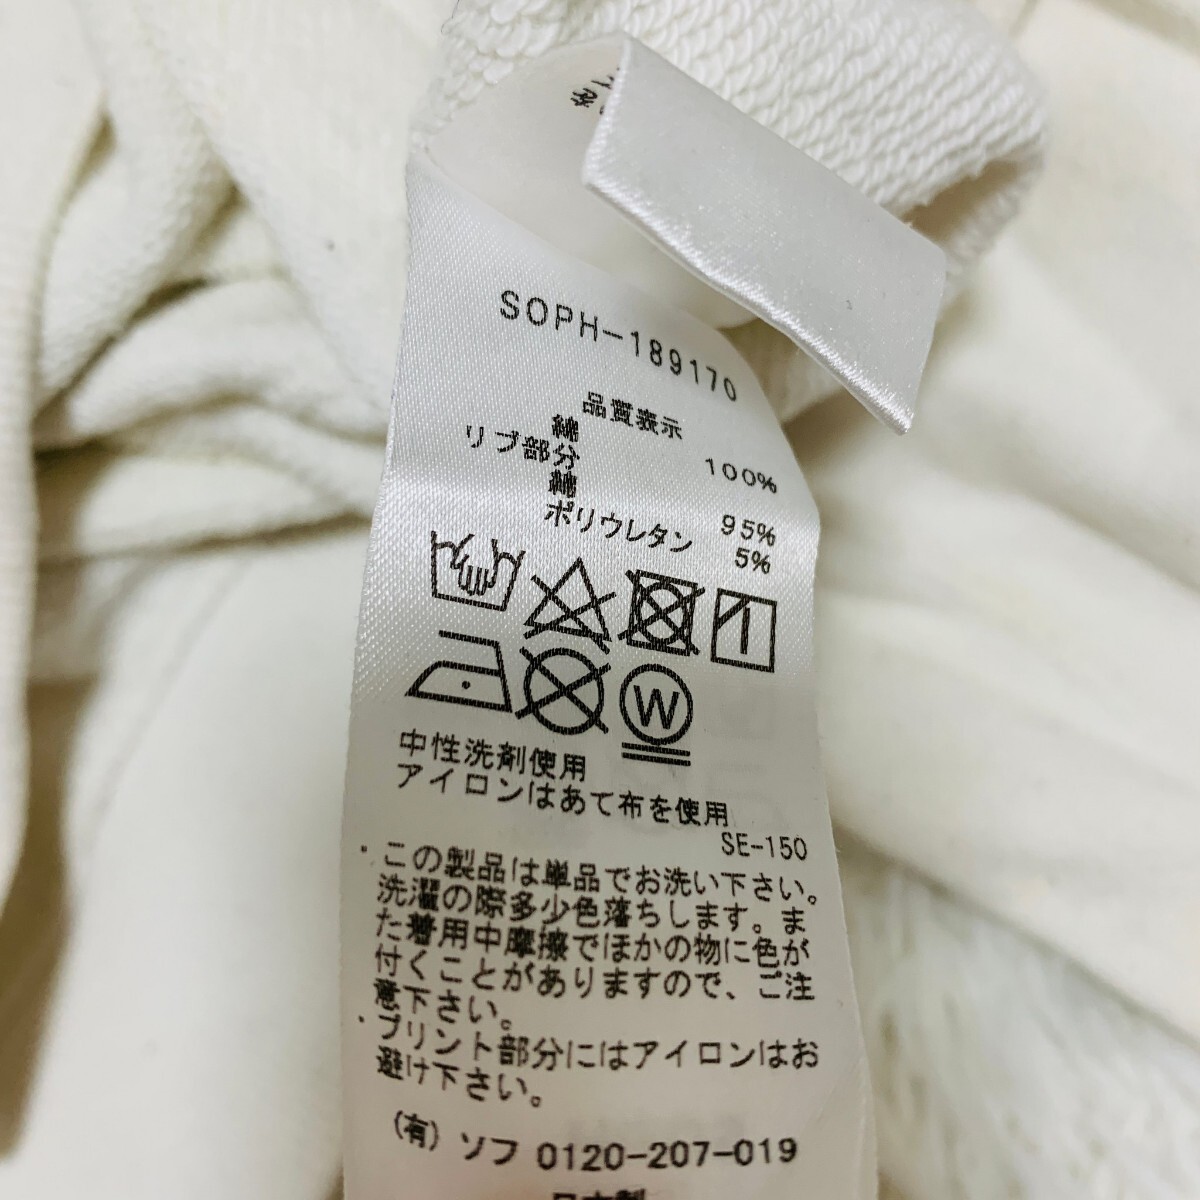 SOPH-189170
品質表示
綿 100%
リブ部分
綿 95%
ポリウレタン 5%
W
中性洗剤使用
アイロンはあて布を使用
SE-150
・この製品は単品でお洗い下さい。
洗濯の際多少色落ちします。ま
た着用中摩擦でほかの物に色が
付くことがありますので、ご注
意下さい。
・プリント部分にはアイロンはお
避け下さい。
(有) ソフ 0120-207-019
日本製